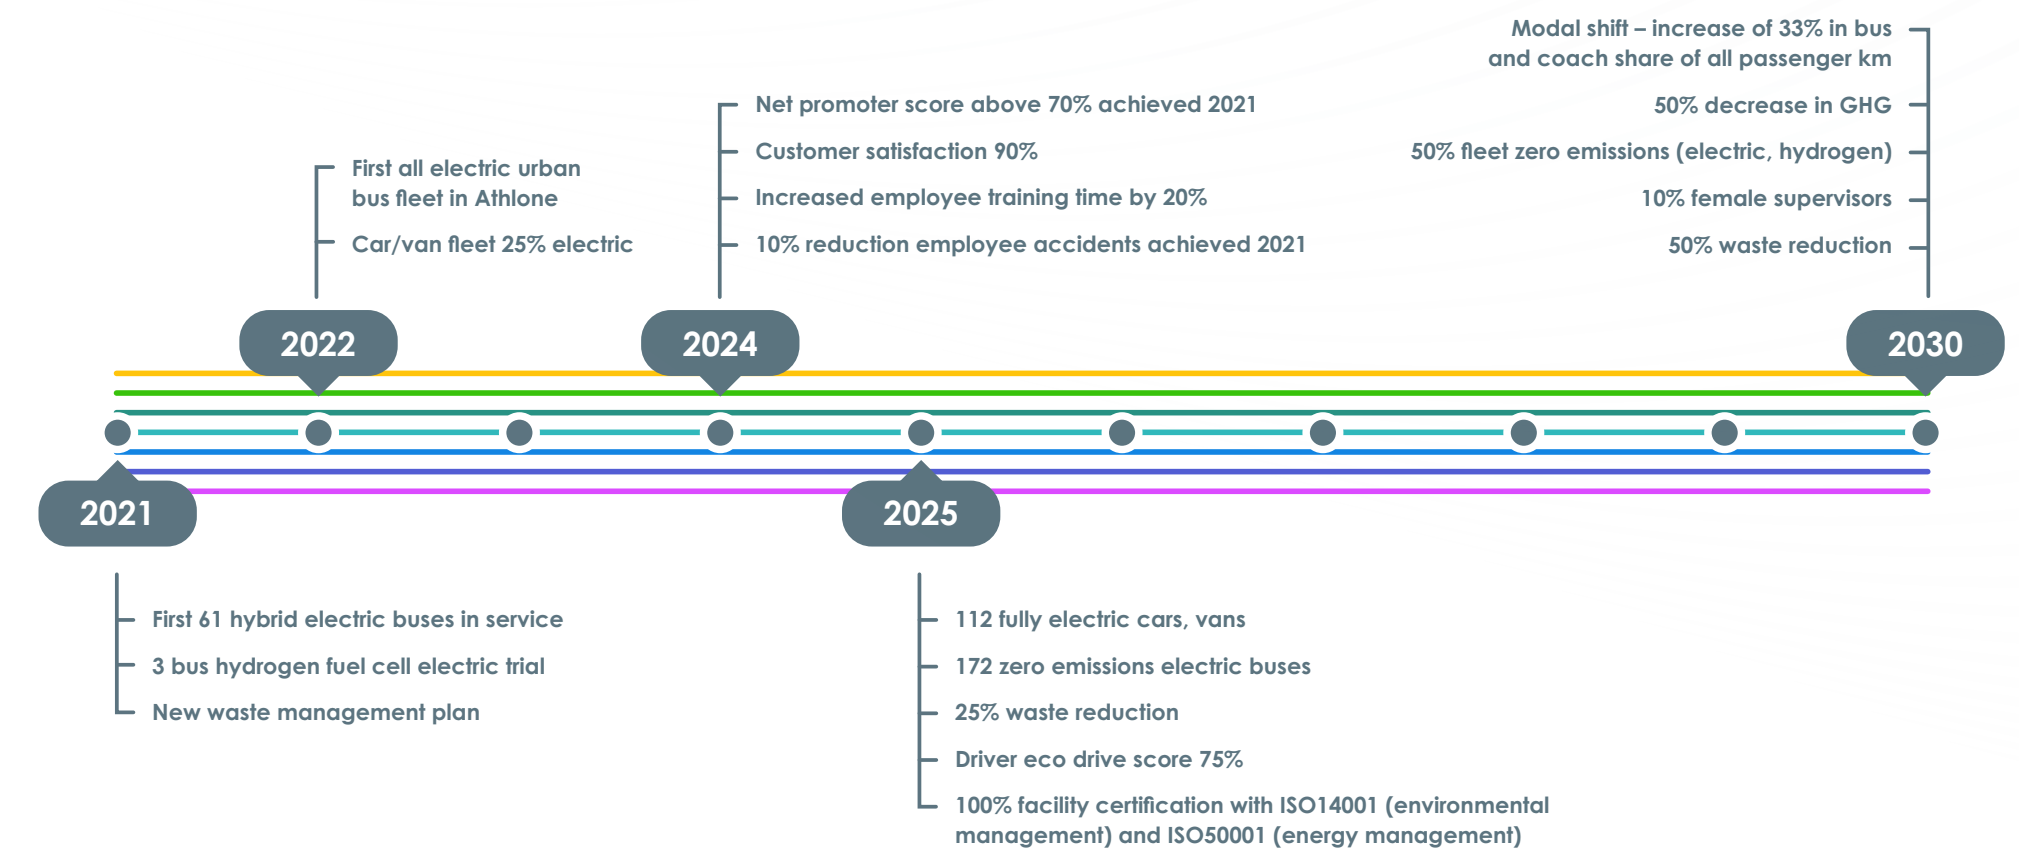 Modal shift – increase of 33% in bus
and coach share of all passenger km
50% decrease in GHG
50% fleet zero emissions (electric, hydrogen)
10% female supervisors
50% waste reduction
Net promoter score above 70% achieved 2021
Customer satisfaction 90%
Increased employee training time by 20%
10% reduction employee accidents achieved 2021
First all electric urban
bus fleet in Athlone
Car/van fleet 25% electric
2022
2024
2030
2021
2025
First 61 hybrid electric buses in service
3 bus hydrogen fuel cell electric trial
New waste management plan
112 fully electric cars, vans
172 zero emissions electric buses
25% waste reduction
Driver eco drive score 75%
100% facility certification with ISO14001 (environmental
management) and ISO50001 (energy management)